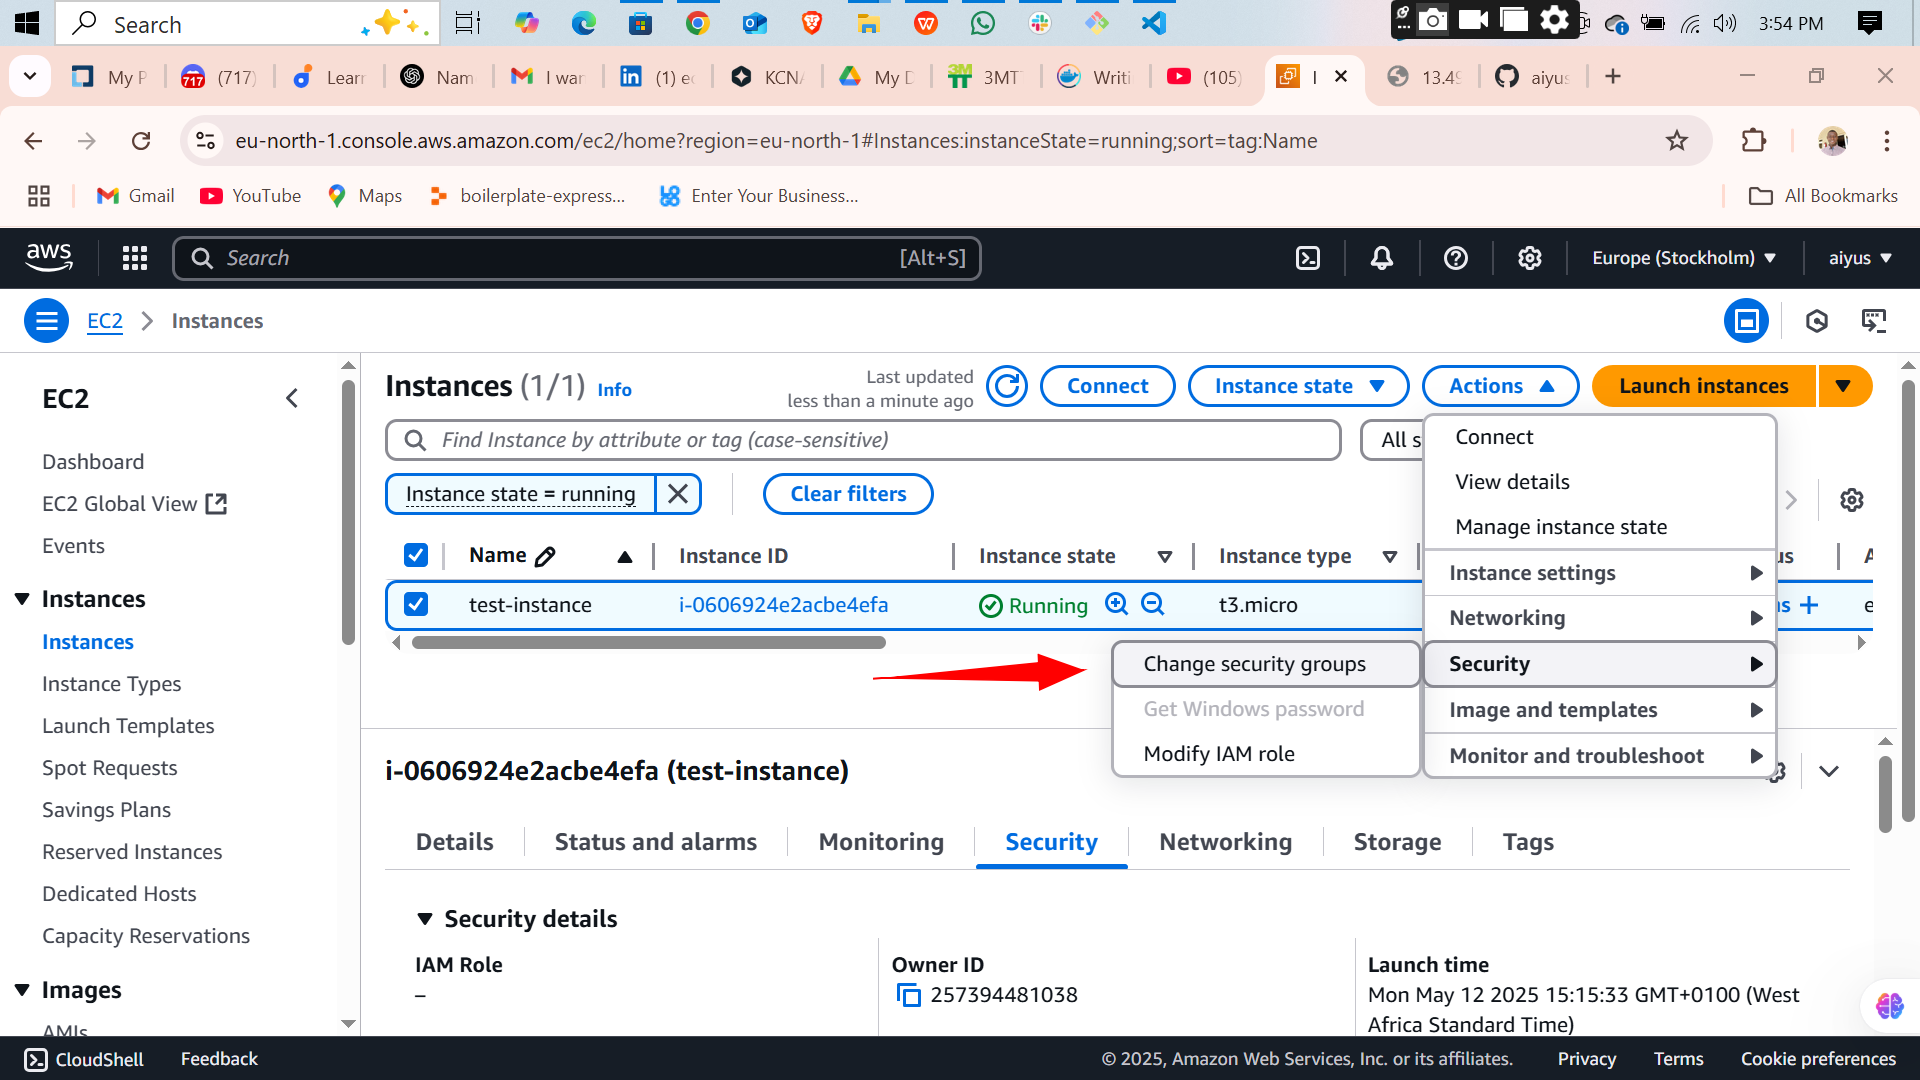 Search
3:54 PM
My P
(717)
Learn
Nam
I war
(1) ec
KCNA
My D
3MT
Writi
(105)
I
13.49
aiyus
eu-north-1.console.aws.amazon.com/ec2/home?region=eu-north-1#Instances:instanceState=running;sort=tag:Name
Gmail
YouTube
Maps
boilerplate-express...
Enter Your Business...
All Bookmarks
aws
Search
[Alt+S]
Europe (Stockholm)
aiyus
EC2
Instances
EC2
Dashboard
EC2 Global View
Events
Instances
Instances
Instance Types
Launch Templates
Spot Requests
Savings Plans
Reserved Instances
Dedicated Hosts
Capacity Reservations
Images
AMIs
Instances (1/1) Info
Last updated
less than a minute ago
Connect
Instance state
Actions
Launch instances
Find Instance by attribute or tag (case-sensitive)
All s
Instance state = running
Clear filters
Name
Instance ID
Instance state
Instance type
us
A
test-instance
i-0606924e2acbe4efa
Running
t3.micro
ns
e
Connect
View details
Manage instance state
Instance settings
Networking
Security
Image and templates
Monitor and troubleshoot
Change security groups
Get Windows password
Modify IAM role
i-0606924e2acbe4efa (test-instance)
Details
Status and alarms
Monitoring
Security
Networking
Storage
Tags
Security details
IAM Role
–
Owner ID
257394481038
Launch time
Mon May 12 2025 15:15:33 GMT+0100 (West
Africa Standard Time)
CloudShell
Feedback
© 2025, Amazon Web Services, Inc. or its affiliates.
Privacy
Terms
Cookie preferences